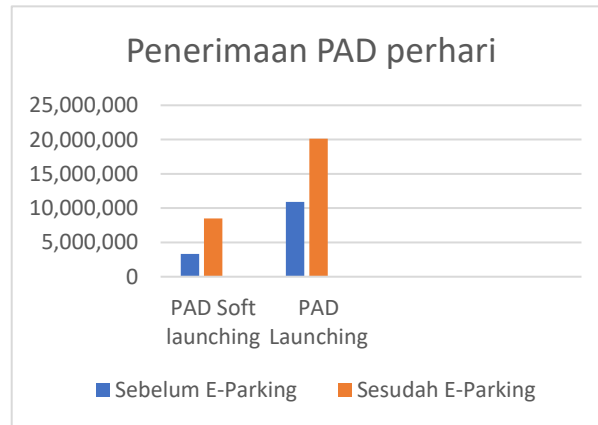 Penerimaan PAD perhari
25,000,000
20,000,000
15,000,000
10,000,000
5,000,000
0
PAD Soft launching
PAD Launching
Sebelum E-Parking
Sesudah E-Parking